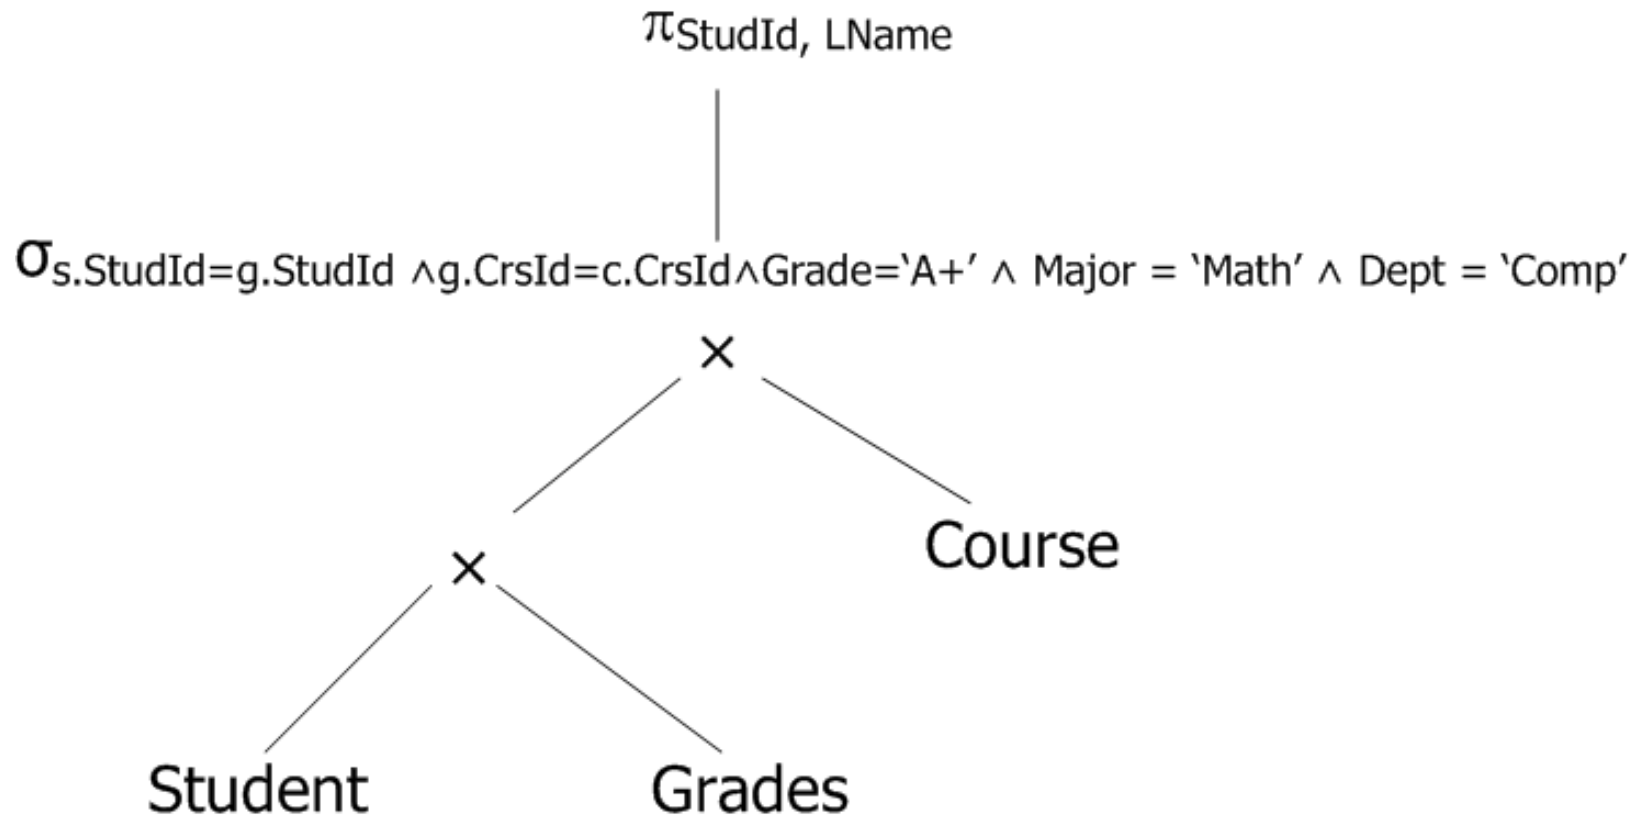 πStudId, LName
σs.StudId=g.StudId ∧g.CrsId=c.CrsId∧Grade=‘A+’ ∧ Major = ‘Math’ ∧ Dept = ‘Comp’
×
Course
×
Student Grades